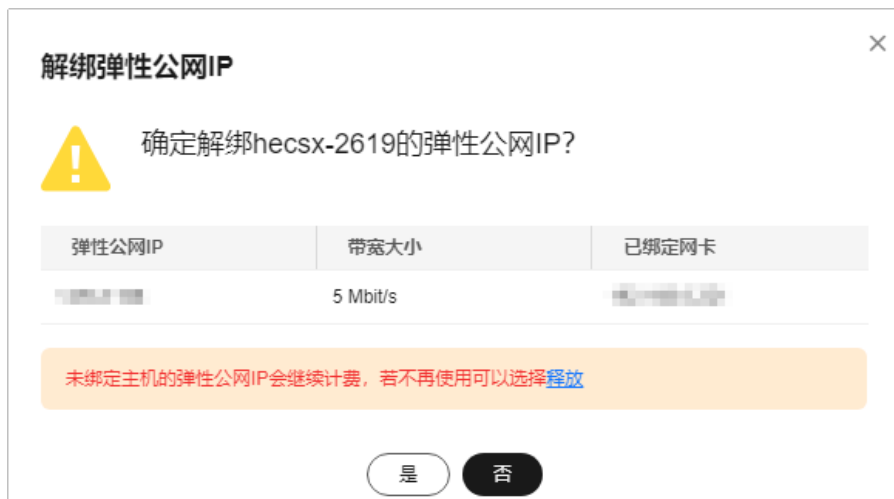 解绑弹性公网IP
确定解绑hecsx-2619的弹性公网IP？
弹性公网IP 带宽大小 已绑定网卡
5 Mbit/s
未绑定主机的弹性公网IP会继续计费，若不再使用可以选择释放
是 否